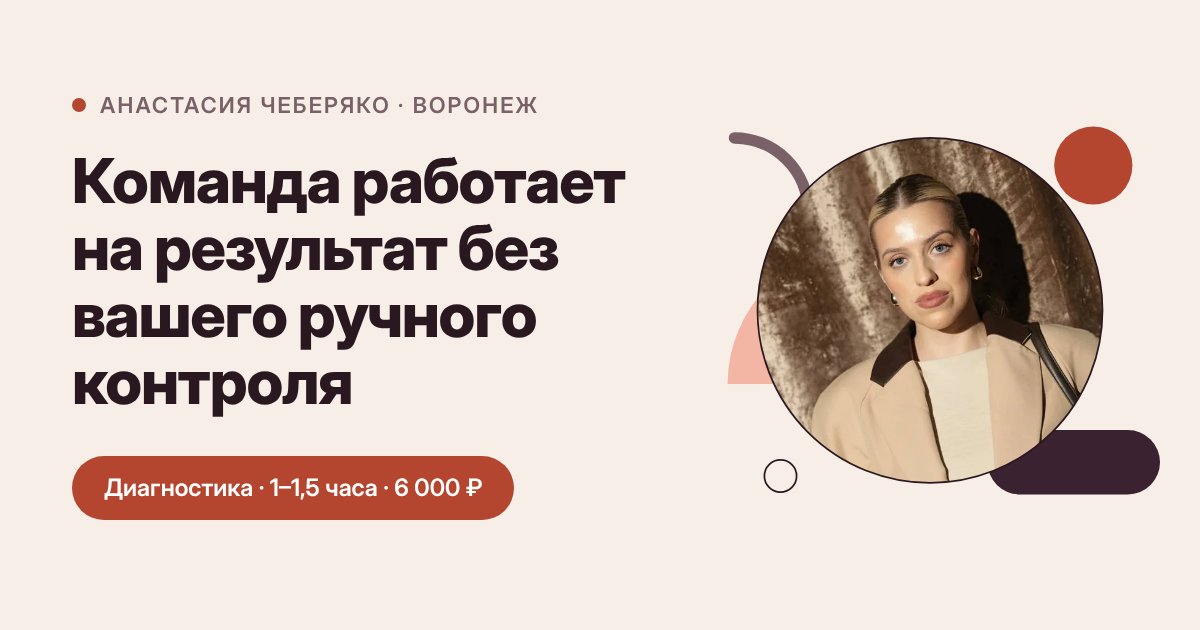 АНАСТАСИЯ ЧЕБЕРЯКО · ВОРОНЕЖ
Команда работает
на результат без
вашего ручного
контроля
Диагностика · 1–1,5 часа · 6 000 ₽